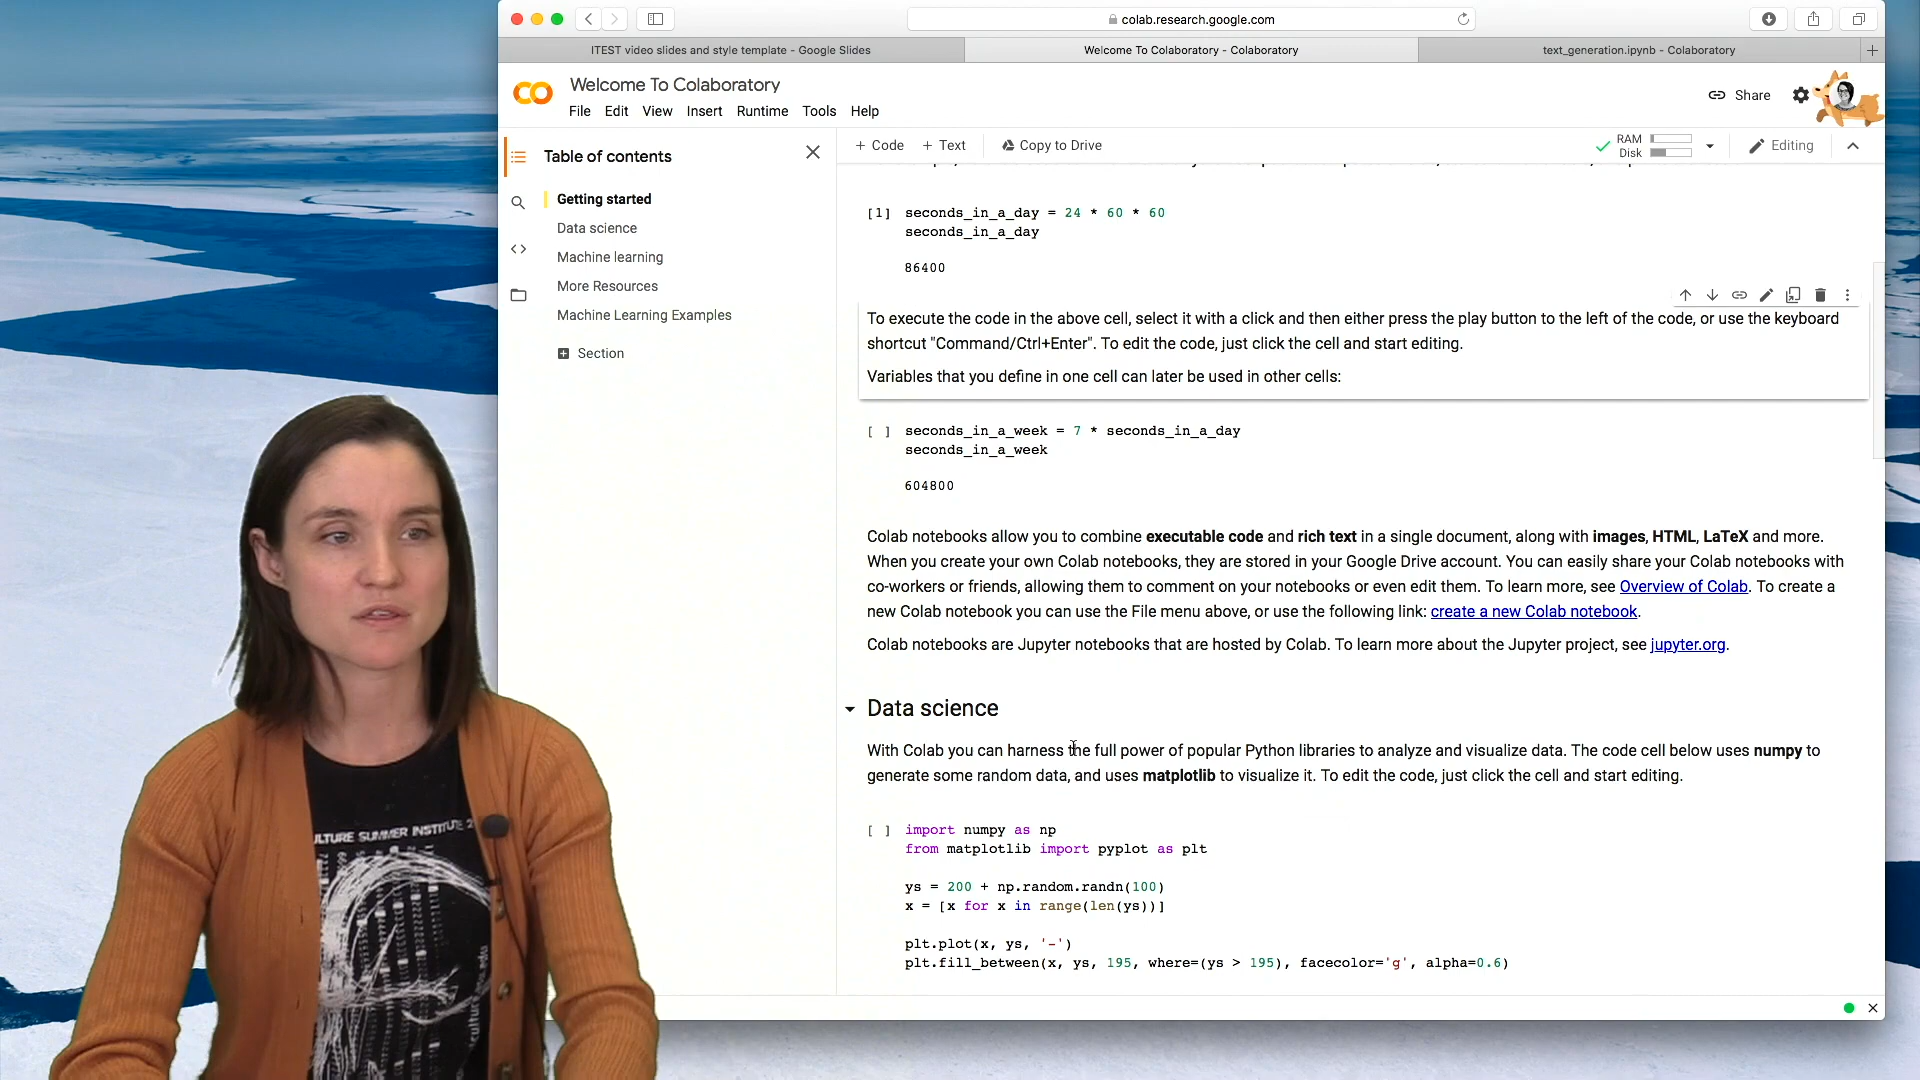 colab.research.google.com
ITEST video slides and style template - Google Slides
Welcome To Colaboratory - Colaboratory
text_generation.ipynb - Colaboratory
Welcome To Colaboratory
File Edit View Insert Runtime Tools Help
Share
Table of contents
Getting started
Data science
Machine learning
More Resources
Machine Learning Examples
Section
+ Code + Text Copy to Drive
RAM
Disk
Editing
[1] seconds_in_a_day = 24 * 60 * 60
seconds_in_a_day
86400
To execute the code in the above cell, select it with a click and then either press the play button to the left of the code, or use the keyboard
shortcut "Command/Ctrl+Enter". To edit the code, just click the cell and start editing.
Variables that you define in one cell can later be used in other cells:
[ ] seconds_in_a_week = 7 * seconds_in_a_day
seconds_in_a_week
604800
Colab notebooks allow you to combine executable code and rich text in a single document, along with images, HTML, LaTeX and more.
When you create your own Colab notebooks, they are stored in your Google Drive account. You can easily share your Colab notebooks with
co-workers or friends, allowing them to comment on your notebooks or even edit them. To learn more, see Overview of Colab. To create a
new Colab notebook you can use the File menu above, or use the following link: create a new Colab notebook.
Colab notebooks are Jupyter notebooks that are hosted by Colab. To learn more about the Jupyter project, see jupyter.org.
Data science
With Colab you can harness the full power of popular Python libraries to analyze and visualize data. The code cell below uses numpy to
generate some random data, and uses matplotlib to visualize it. To edit the code, just click the cell and start editing.
[ ] import numpy as np
from matplotlib import pyplot as plt
ys = 200 + np.random.randn(100)
x = [x for x in range(len(ys))]
plt.plot(x, ys, '-')
plt.fill_between(x, ys, 195, where=(ys > 195), facecolor='g', alpha=0.6)
ULTURE SUMMER INSTITUTE 2